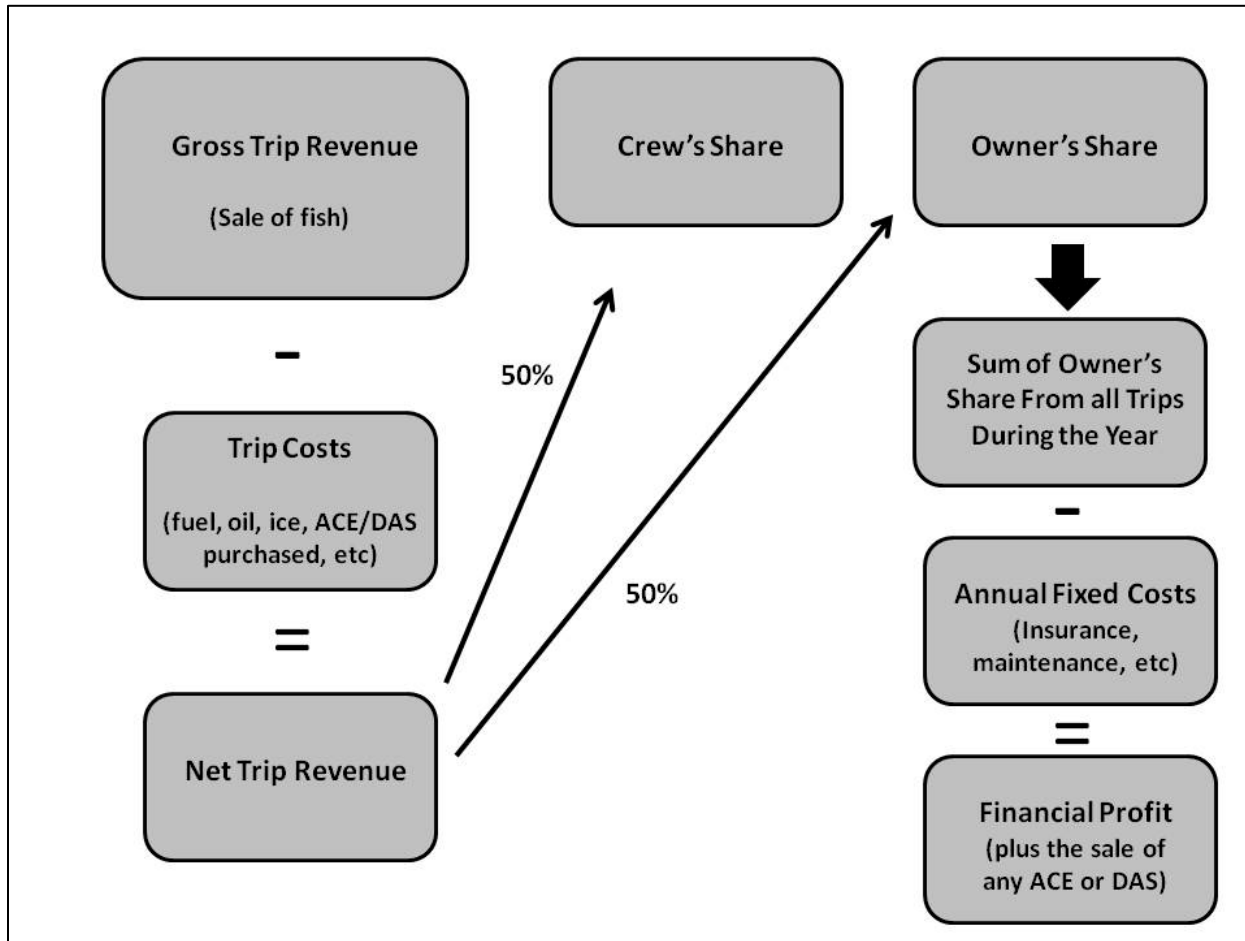 Gross Trip Revenue
(Sale of fish)
-
Trip Costs
(fuel, oil, ice, ACE/DAS
purchased, etc)
=
Net Trip Revenue
50%
50%
Crew's Share
Owner's Share
Sum of Owner's
Share From all Trips
During the Year
-
Annual Fixed Costs
(Insurance,
maintenance, etc)
=
Financial Profit
(plus the sale of
any ACE or DAS)